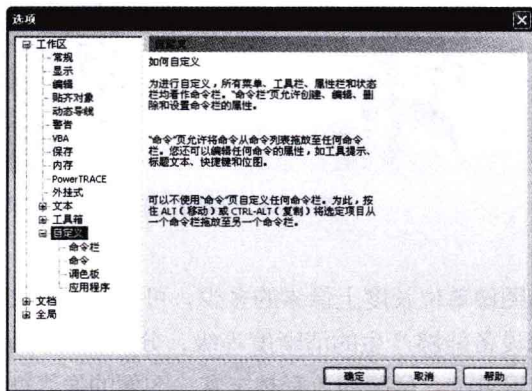 选项
工作区
常规
显示
编辑
贴齐对象
动态导线
警告
VBA
保存
内存
PowerTRACE
外挂式
文本
工具箱
自定义
命令栏
命令
调色板
应用程序
文档
全局
自定义
如何自定义
为进行自定义，所有菜单、工具栏、属性栏和状态
栏均看作命令栏。“命令栏”页允许创建、编辑、删
除和设置命令栏的属性。
“命令”页允许将命令从命令列表拖放至任何命令
栏。您还可以编辑任何命令的属性，如工具提示、
标题文本、快捷键和位图。
可以不使用“命令”页自定义任何命令栏。为此，按
住 ALT（移动）或 CTRL-ALT（复制）将选定项目从
一个命令栏拖放至另一个命令栏。
确定
取消
帮助